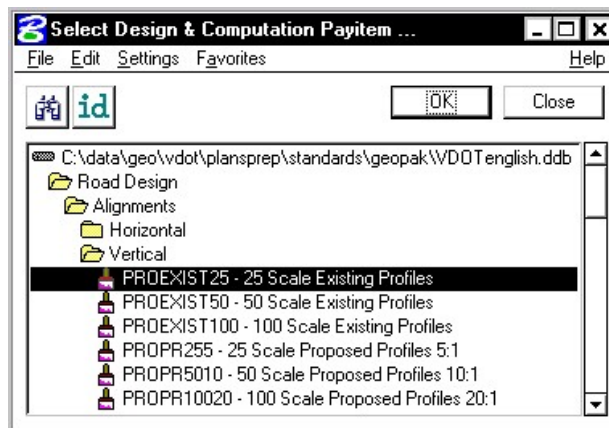 Select Design & Computation Payitem ...
File Edit Settings Favorites Help
id OK Close
C:\data\geo\vdot\plansprep\standards\geopak\VDOTenglish.ddb
Road Design
Alignments
Horizontal
Vertical
PROEXIST25 - 25 Scale Existing Profiles
PROEXIST50 - 50 Scale Existing Profiles
PROEXIST100 - 100 Scale Existing Profiles
PROPR255 - 25 Scale Proposed Profiles 5:1
PROPR5010 - 50 Scale Proposed Profiles 10:1
PROPR10020 - 100 Scale Proposed Profiles 20:1